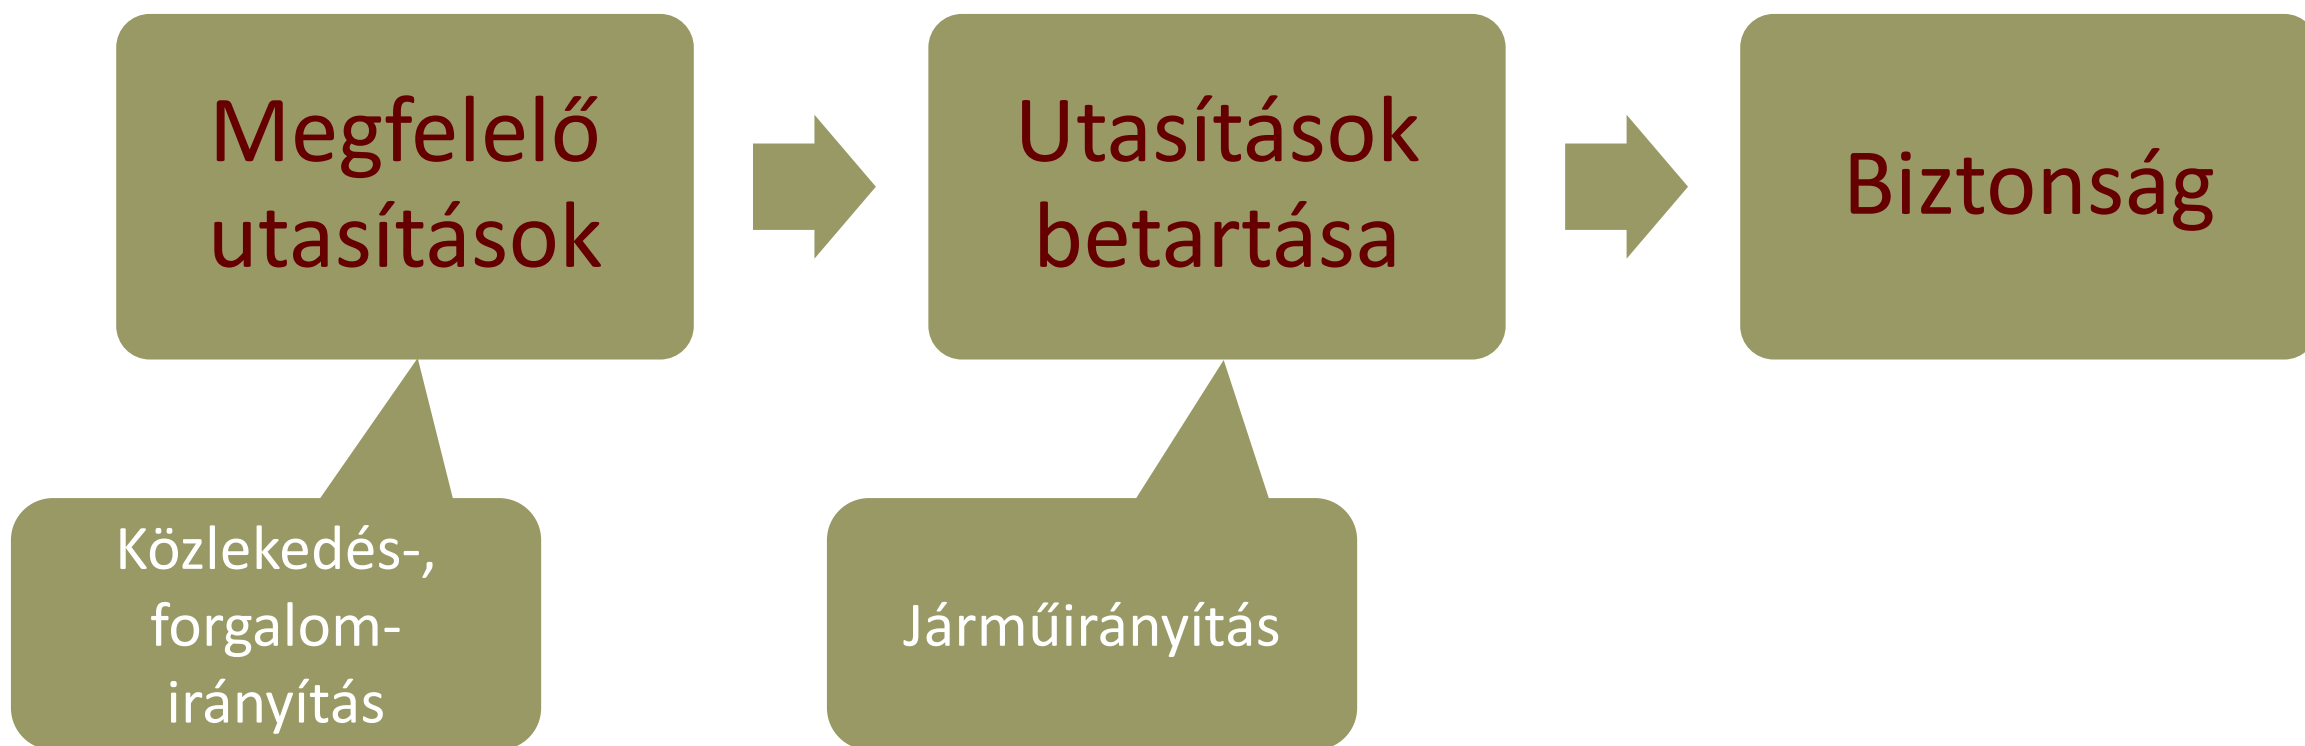 Megfelelő
utasítások
Utasítások
betartása
Biztonság
Közlekedés-,
forgalom-
irányítás
Járműirányítás